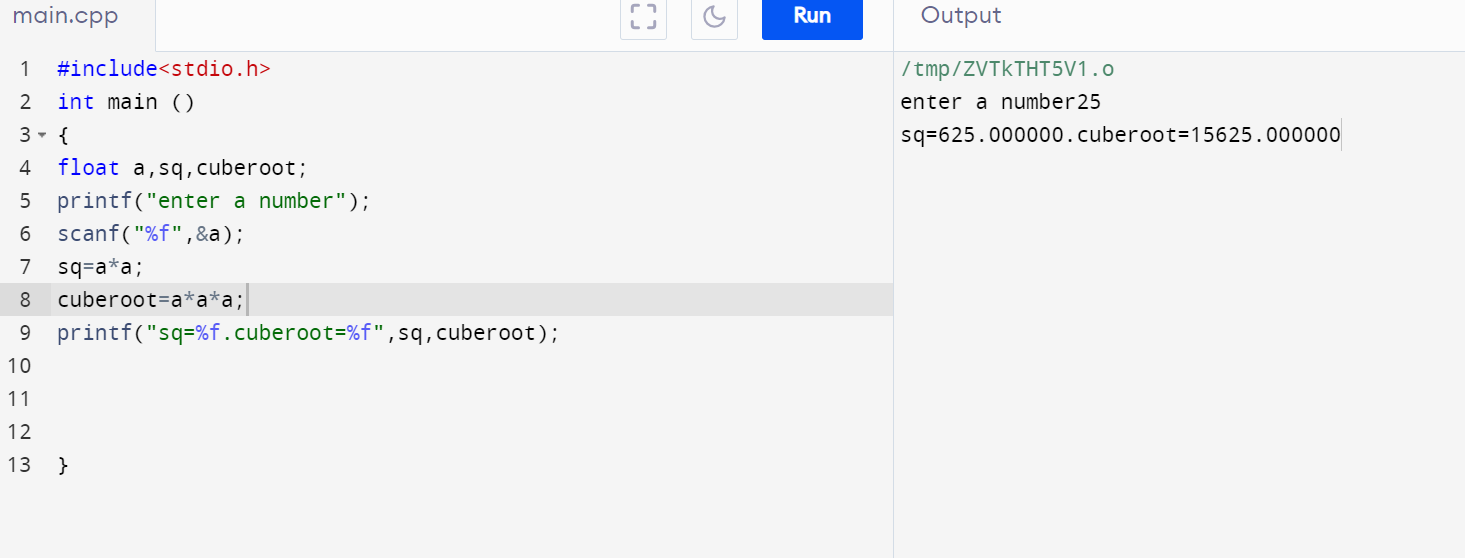 main.cpp
Run
Output
1 #include<stdio.h>
2 int main ()
3 {
4 float a,sq,cuberoot;
5 printf("enter a number");
6 scanf("%f",&a);
7 sq=a*a;
8 cuberoot=a*a*a;
9 printf("sq=%f.cuberoot=%f",sq,cuberoot);
10
11
12
13 }
/tmp/ZVTkTHT5V1.o
enter a number25
sq=625.000000.cuberoot=15625.000000